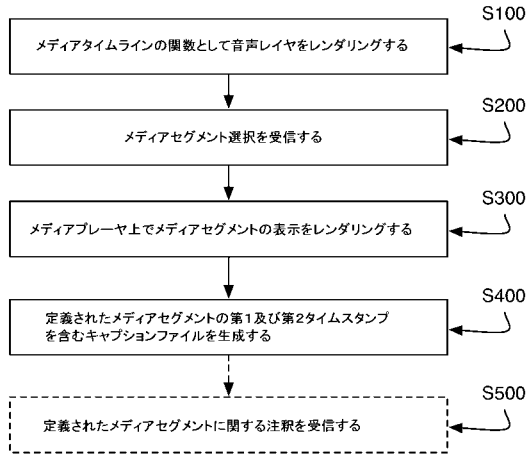 S100
メディアタイムラインの関数として音声レイヤをレンダリングする
S200
メディアセグメント選択を受信する
S300
メディアプレーヤ上でメディアセグメントの表示をレンダリングする
S400
定義されたメディアセグメントの第1及び第2タイムスタンプ
を含むキャプションファイルを生成する
S500
定義されたメディアセグメントに関する注釈を受信する